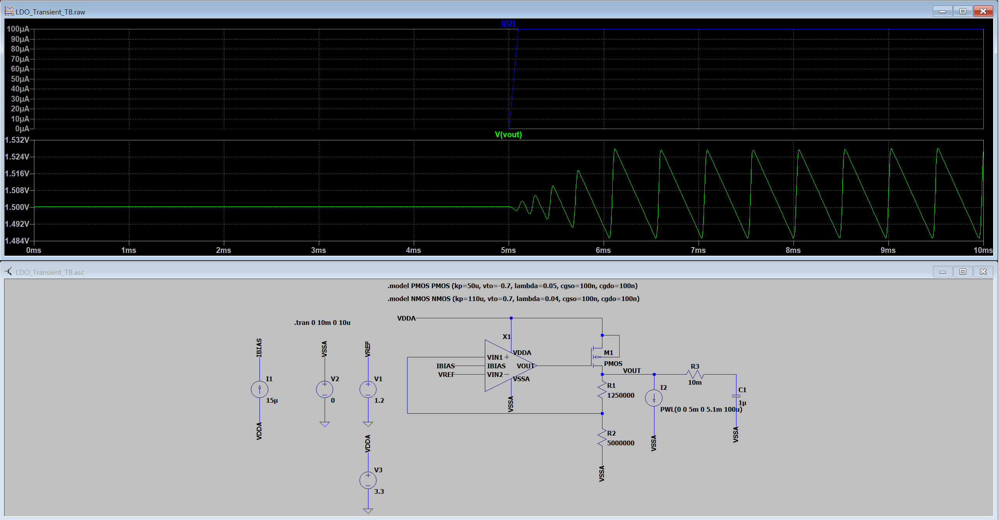 LDO_Transient_TB.raw
I(I2)
100µA
90µA
80µA
70µA
60µA
50µA
40µA
30µA
20µA
10µA
0µA
V(vout)
1.532V
1.524V
1.516V
1.508V
1.500V
1.492V
1.484V
0ms 1ms 2ms 3ms 4ms 5ms 6ms 7ms 8ms 9ms 10ms
LDO_Transient_TB.asc
.model PMOS PMOS (kp=50u, vto=-0.7, lambda=0.05, cgso=100n, cgdo=100n)
.model NMOS NMOS (kp=110u, vto=0.7, lambda=0.04, cgso=100n, cgdo=100n)
.tran 0 10m 0 10u
IBIAS
I1
15µ
VDDA
VSSA
V2
0
VREF
V1
1.2
VDDA
V3
3.3
VDDA
X1
VDDA
VIN1
IBIAS
IBIAS
VOUT
VREF
VIN2
VSSA
VSSA
M1
PMOS
VOUT
R1
1250000
R2
5000000
VSSA
I2
PWL(0 0 5m 0 5.1m 100u)
VSSA
R3
10m
C1
1µ
VSSA